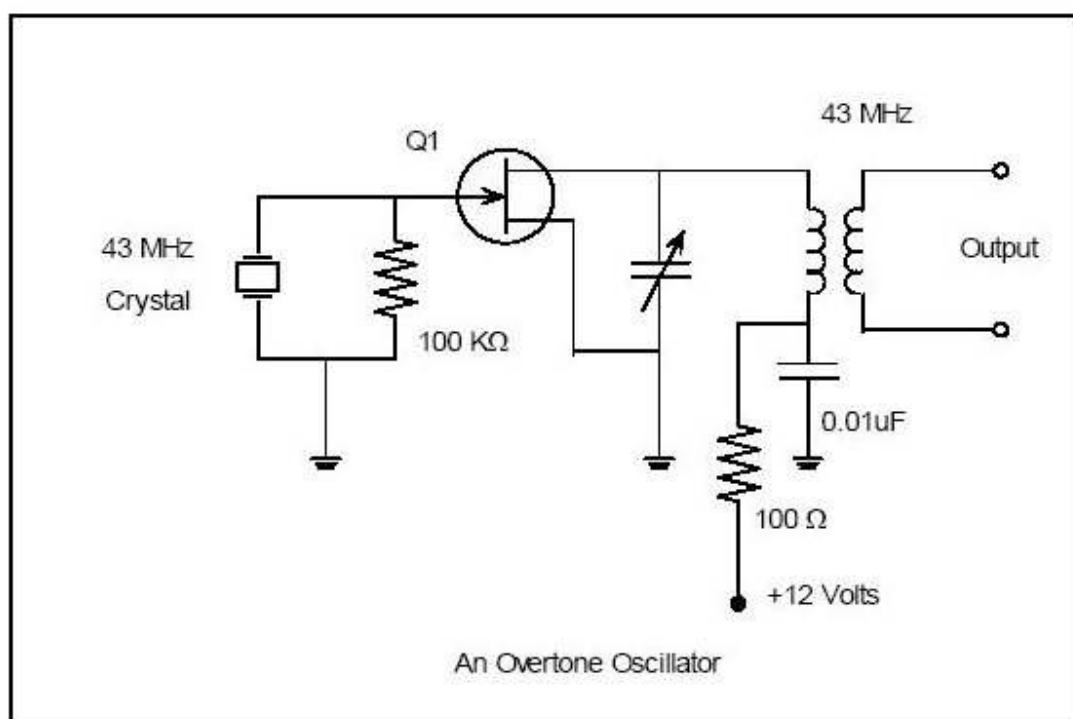 43 MHz
Q1
43 MHz
Crystal
Output
100 KΩ
0.01uF
100 Ω
+12 Volts
An Overtone Oscillator